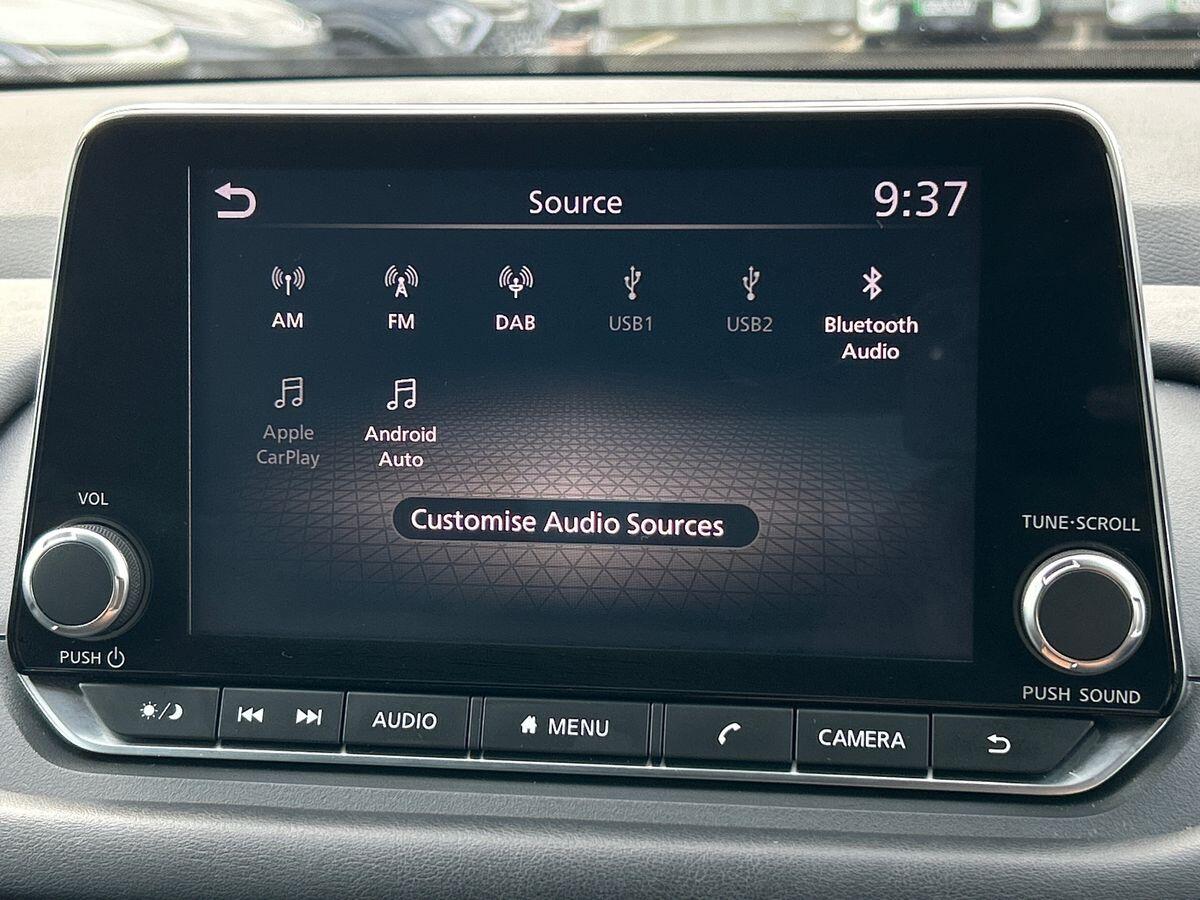 Source
9:37
AM
FM
DAB
USB1
USB2
Bluetooth
Audio
Apple
CarPlay
Android
Auto
Customise Audio Sources
VOL
PUSH
TUNE·SCROLL
PUSH SOUND
AUDIO
MENU
CAMERA